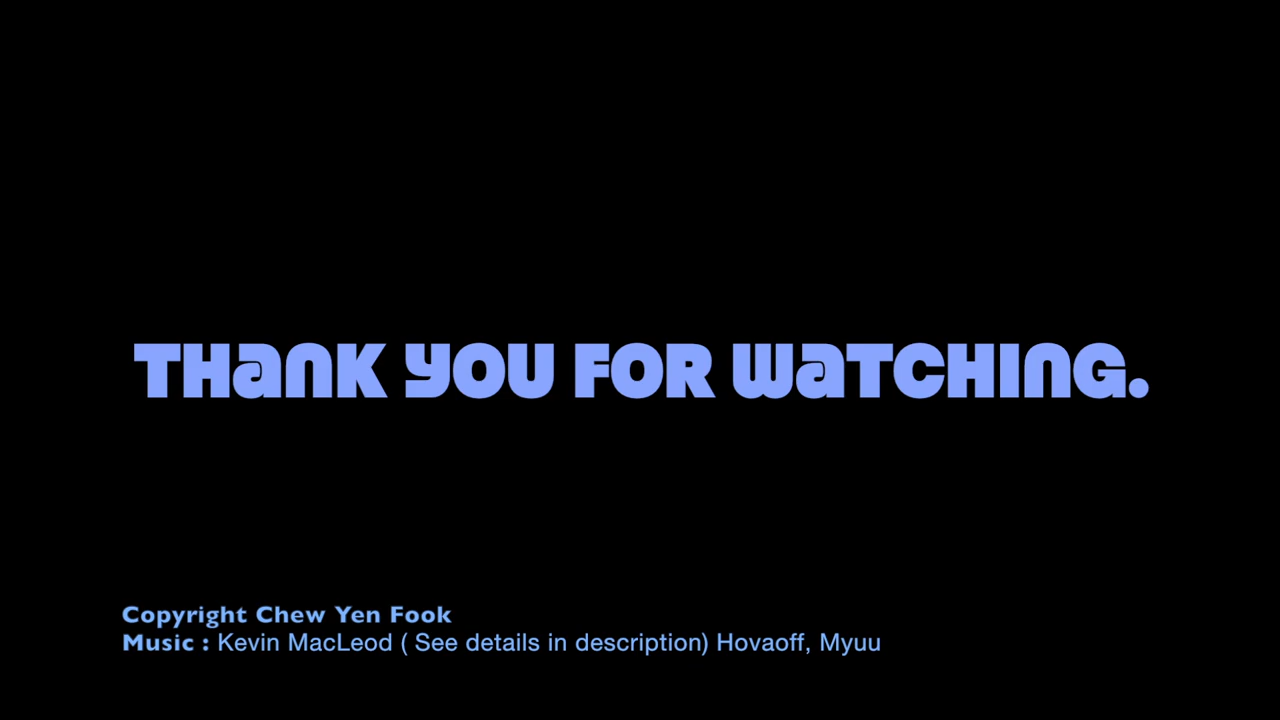 THANK YOU FOR WATCHING.
Copyright Chew Yen Fook
Music : Kevin MacLeod ( See details in description) Hovaoff, Myuu